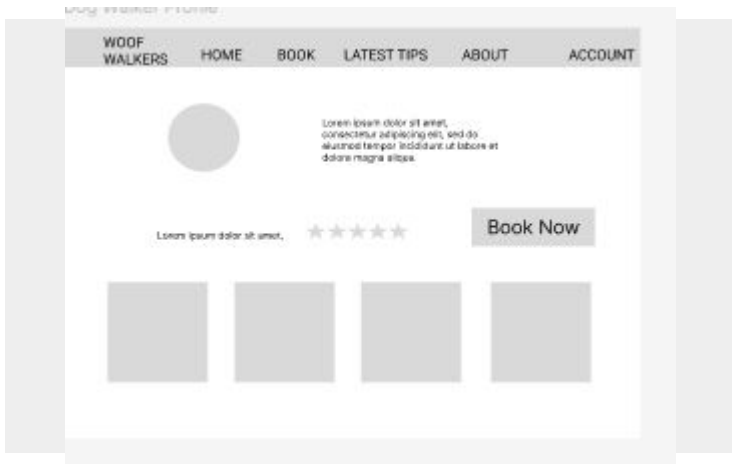 Dog Walker Profile
WOOF
WALKERS
HOME BOOK LATEST TIPS ABOUT ACCOUNT
Lorem ipsum dolor sit amet,
consectetur adipiscing elit, sed do
eiusmod tempor incididunt ut labore et
dolore magna aliqua.
Lorem ipsum dolor sit amet,
Book Now